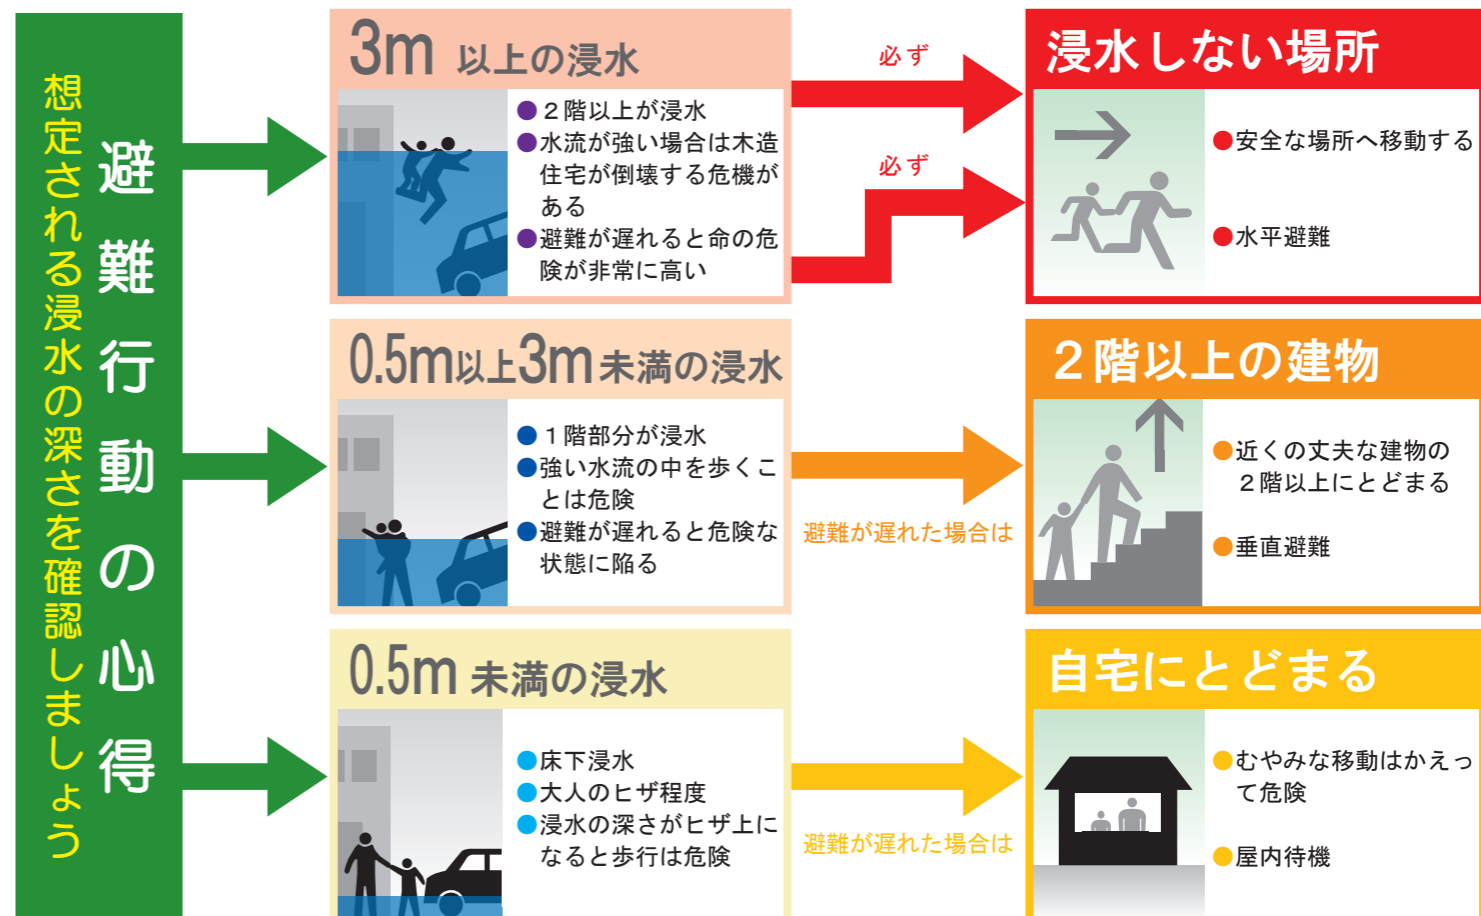 避難行動の心得
想定される浸水の深さを確認しましょう
3m 以上の浸水
●２階以上が浸水
●水流が強い場合は木造
住宅が倒壊する危機が
ある
●避難が遅れると命の危
険が非常に高い
必ず
必ず
浸水しない場所
●安全な場所へ移動する
●水平避難
0.5m以上3m未満の浸水
●１階部分が浸水
●強い水流の中を歩くこ
とは危険
●避難が遅れると危険な
状態に陥る
避難が遅れた場合は
２階以上の建物
●近くの丈夫な建物の
２階以上にとどまる
●垂直避難
0.5m 未満の浸水
●床下浸水
●大人のヒザ程度
●浸水の深さがヒザ上に
なると歩行は危険
避難が遅れた場合は
自宅にとどまる
●むやみな移動はかえっ
て危険
●屋内待機